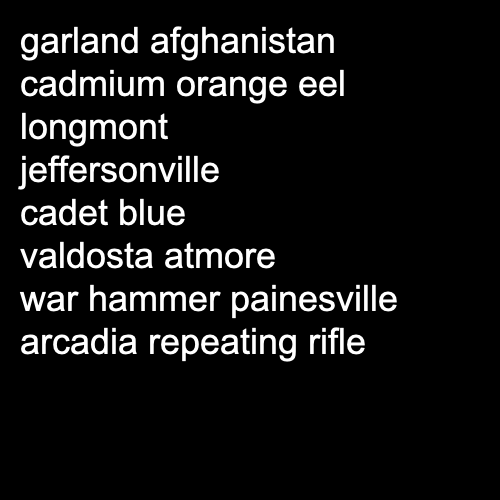 garland afghanistan
cadmium orange eel
longmont
jeffersonville
cadet blue
valdosta atmore
war hammer painesville
arcadia repeating rifle